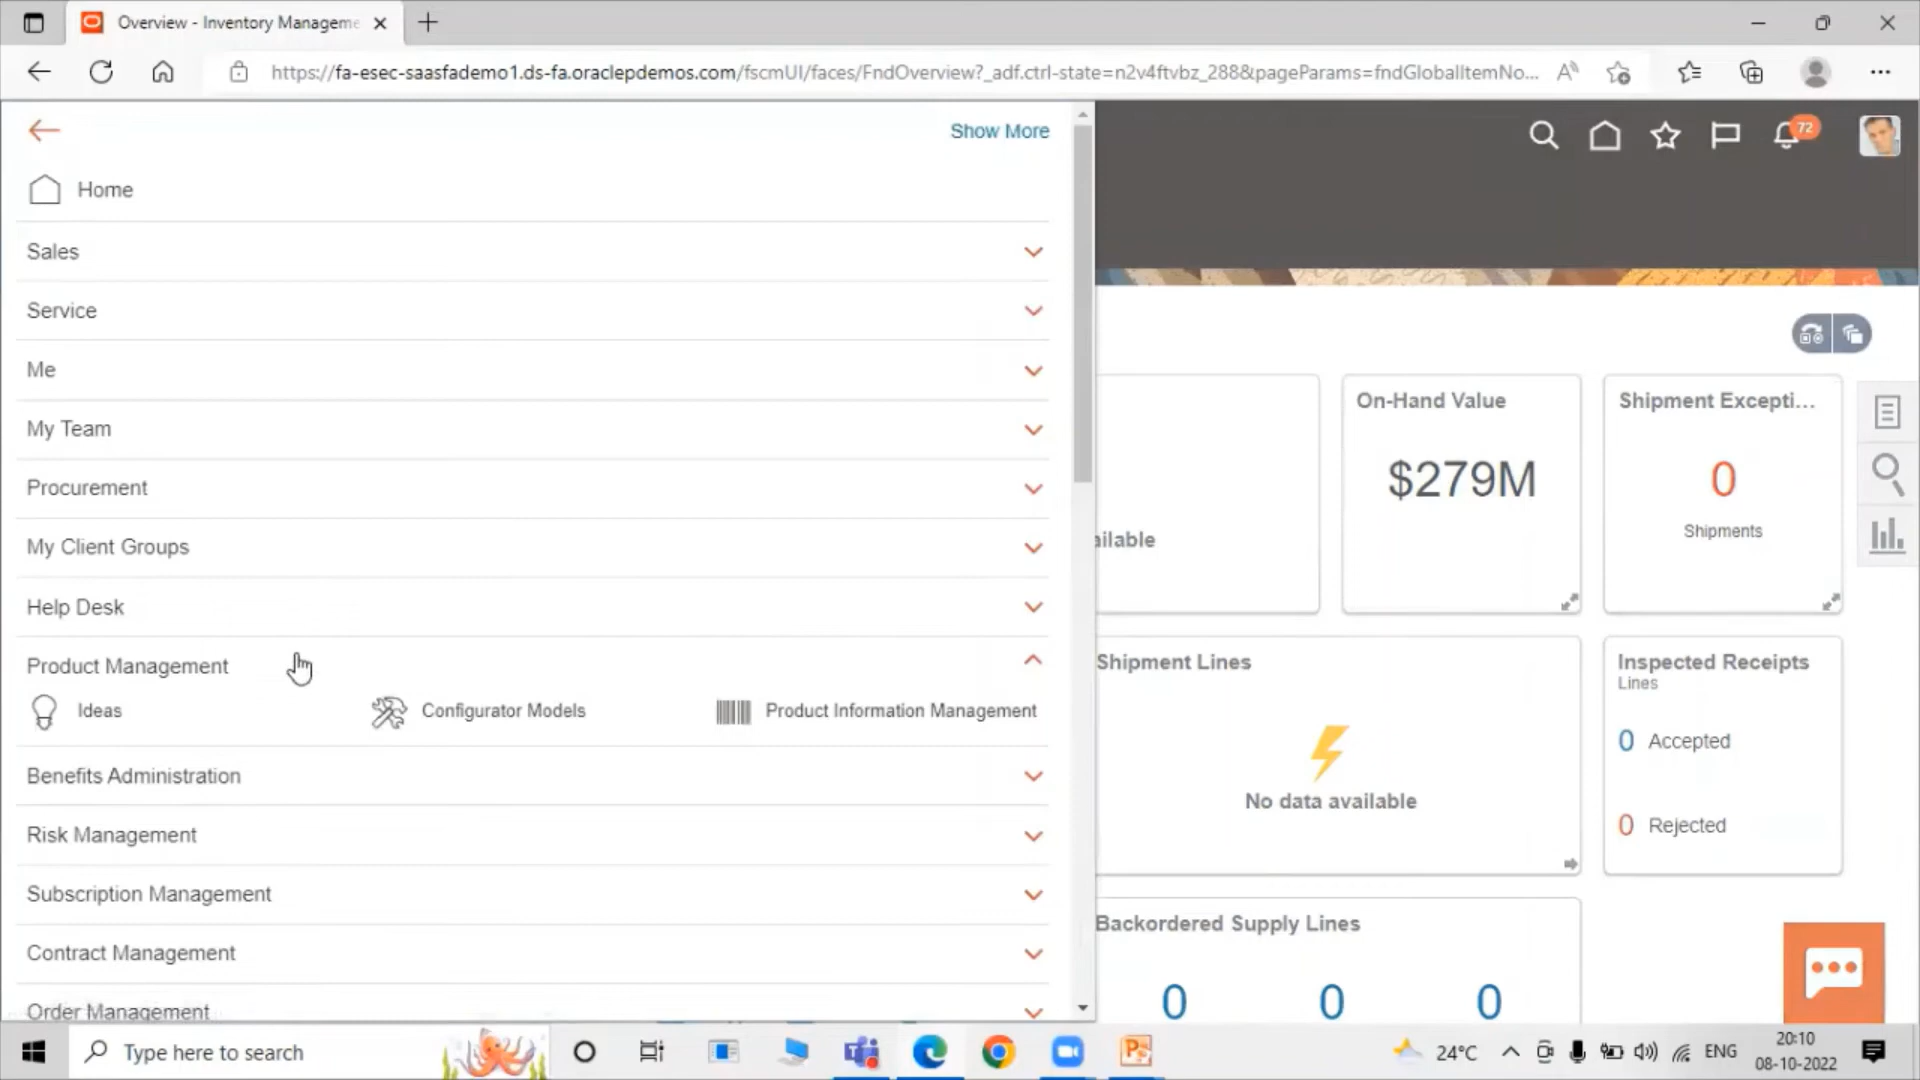 Overview - Inventory Manageme
https://fa-esec-saasfademo1.ds-fa.oraclepdemos.com/fscmUI/faces/FndOverview?_adf.ctrl-state=n2v4ftvbz_288&pageParams=fndGlobalItemNo...
Show More
72
Home
Sales
Service
Me
My Team
Procurement
My Client Groups
Help Desk
Product Management
Ideas
Configurator Models
Product Information Management
Benefits Administration
Risk Management
Subscription Management
Contract Management
Order Management
ailable
On-Hand Value
$279M
Shipment Excepti...
0
Shipments
Shipment Lines
No data available
Inspected Receipts
Lines
0 Accepted
0 Rejected
Backordered Supply Lines
0 0 0
Type here to search
24°C
ENG
20:10
08-10-2022